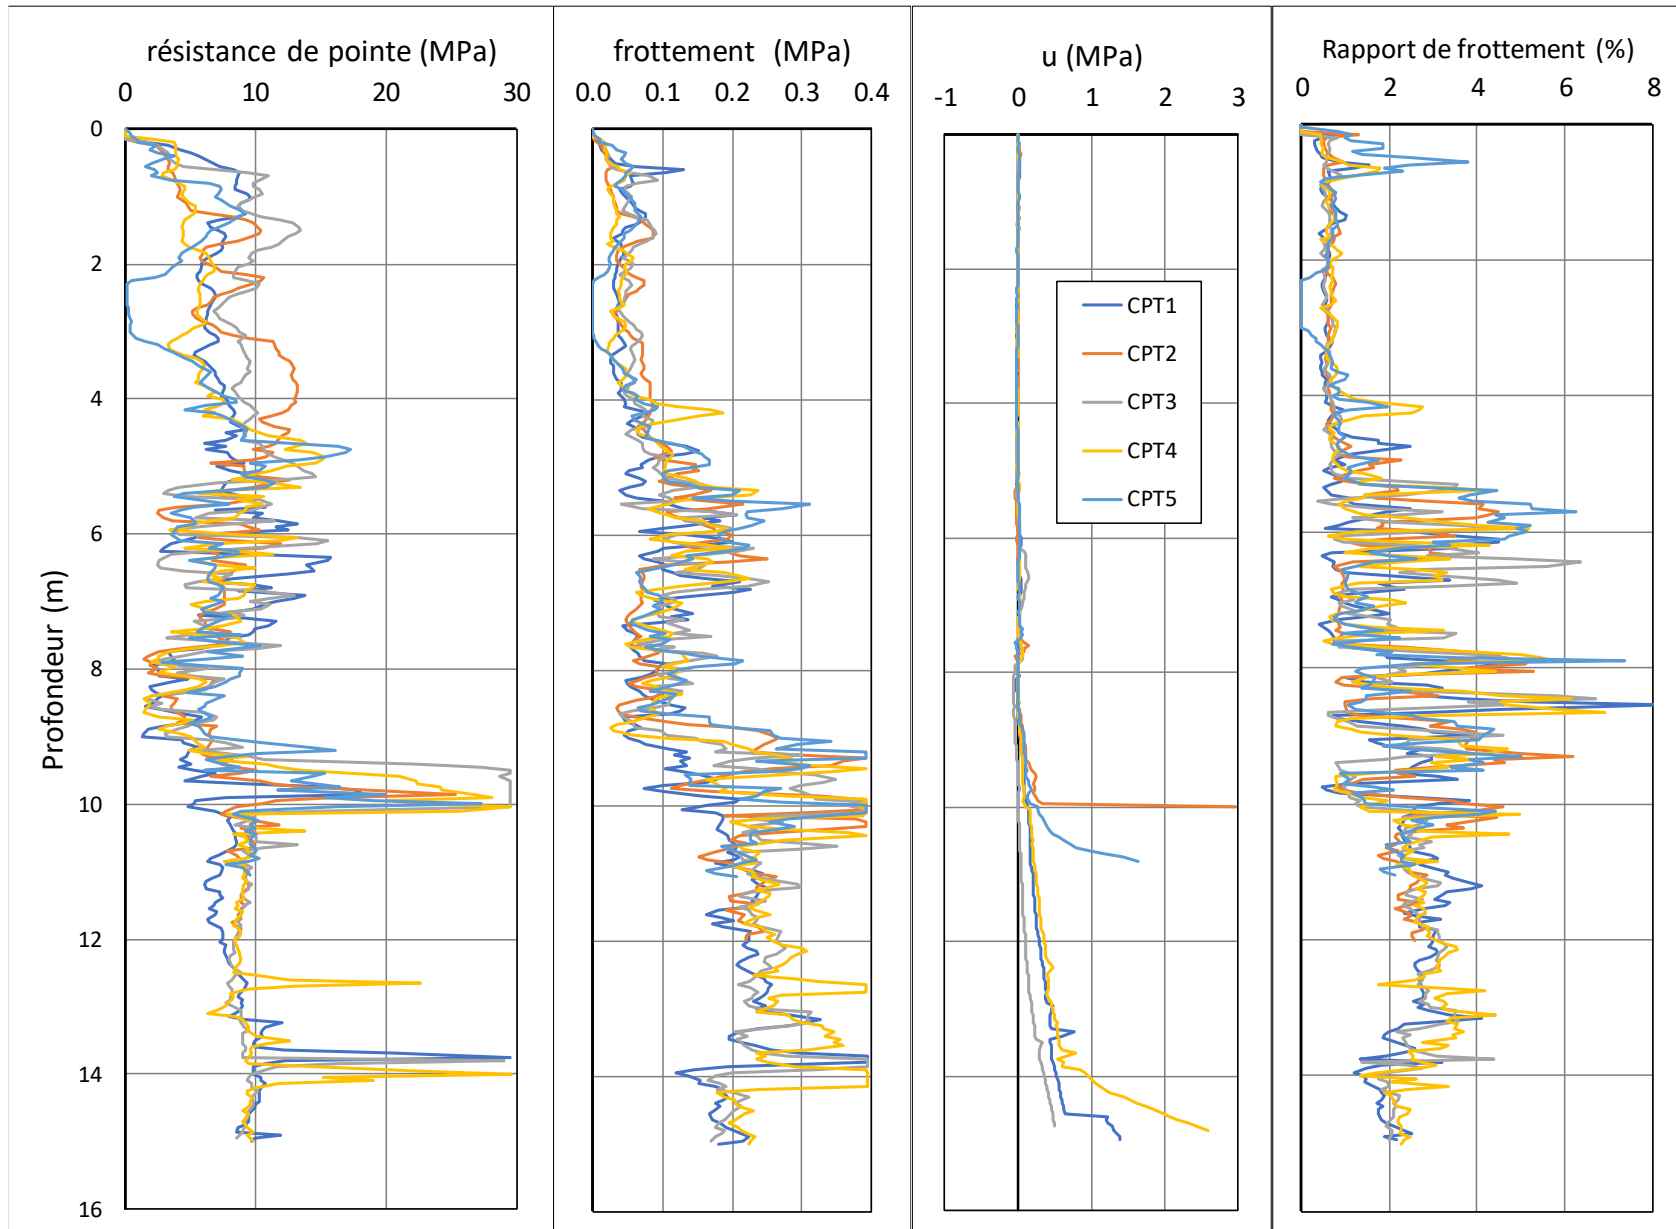 résistance de pointe (MPa)
0 10 20 30
frottement (MPa)
0.0 0.1 0.2 0.3 0.4
u (MPa)
-1 0 1 2 3
Rapport de frottement (%)
0 2 4 6 8
Profondeur (m)
0
2
4
6
8
10
12
14
16
CPT1
CPT2
CPT3
CPT4
CPT5